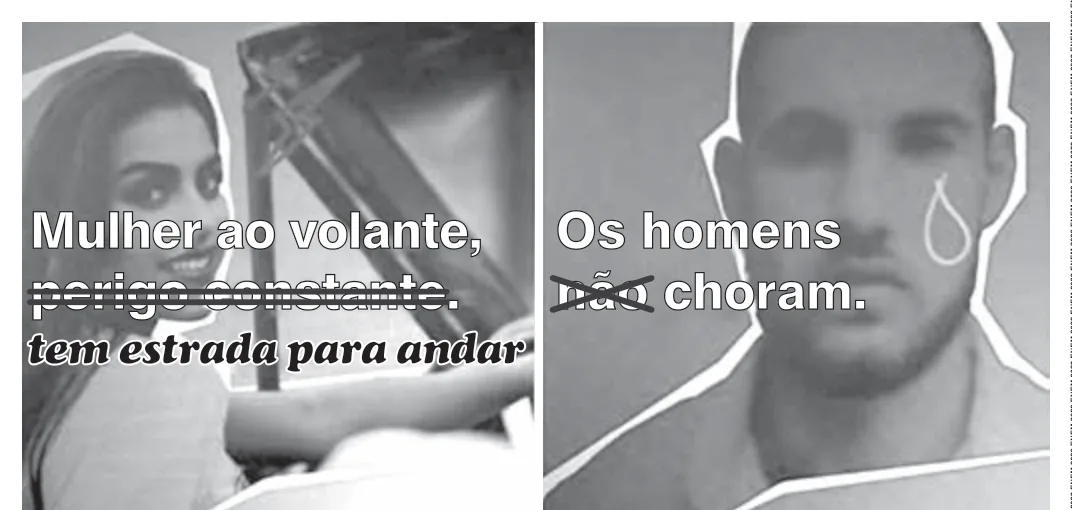 Mulher ao volante,
perigo constante.
tem estrada para andar
Os homens
não choram.